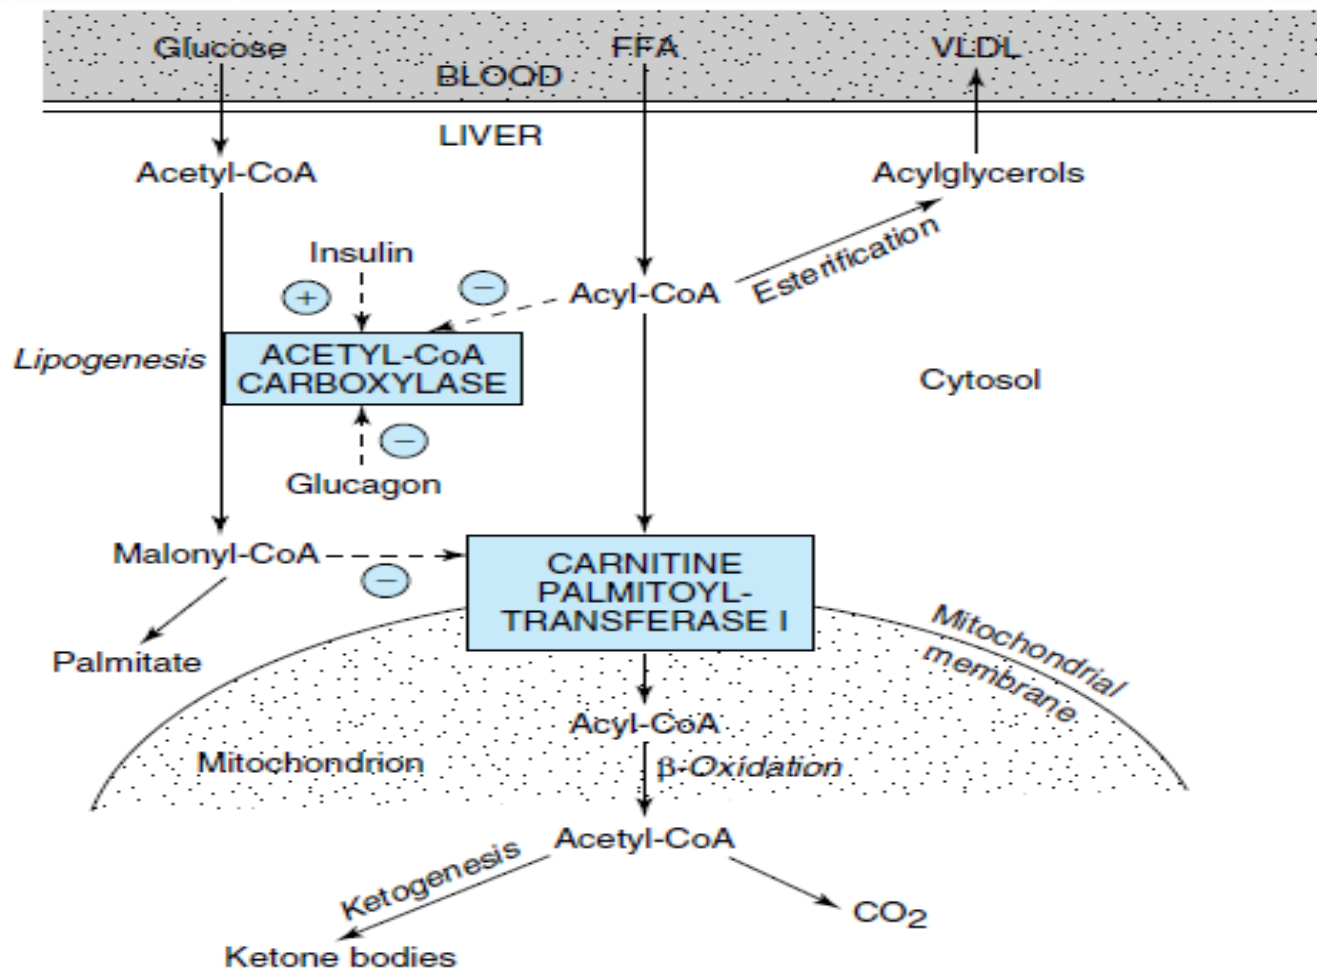 Glucose
FFA
VLDL
BLOOD
LIVER
Acetyl-CoA
Acylglycerols
Insulin
Esterification
+
−
Acyl-CoA
Lipogenesis
ACETYL-CoA
CARBOXYLASE
Cytosol
−
Glucagon
Malonyl-CoA
−
CARNITINE
PALMITOYL-
TRANSFERASE I
Mitochondrial
membrane
Palmitate
Acyl-CoA
Mitochondrion
β-Oxidation
Acetyl-CoA
Ketogenesis
CO2
Ketone bodies